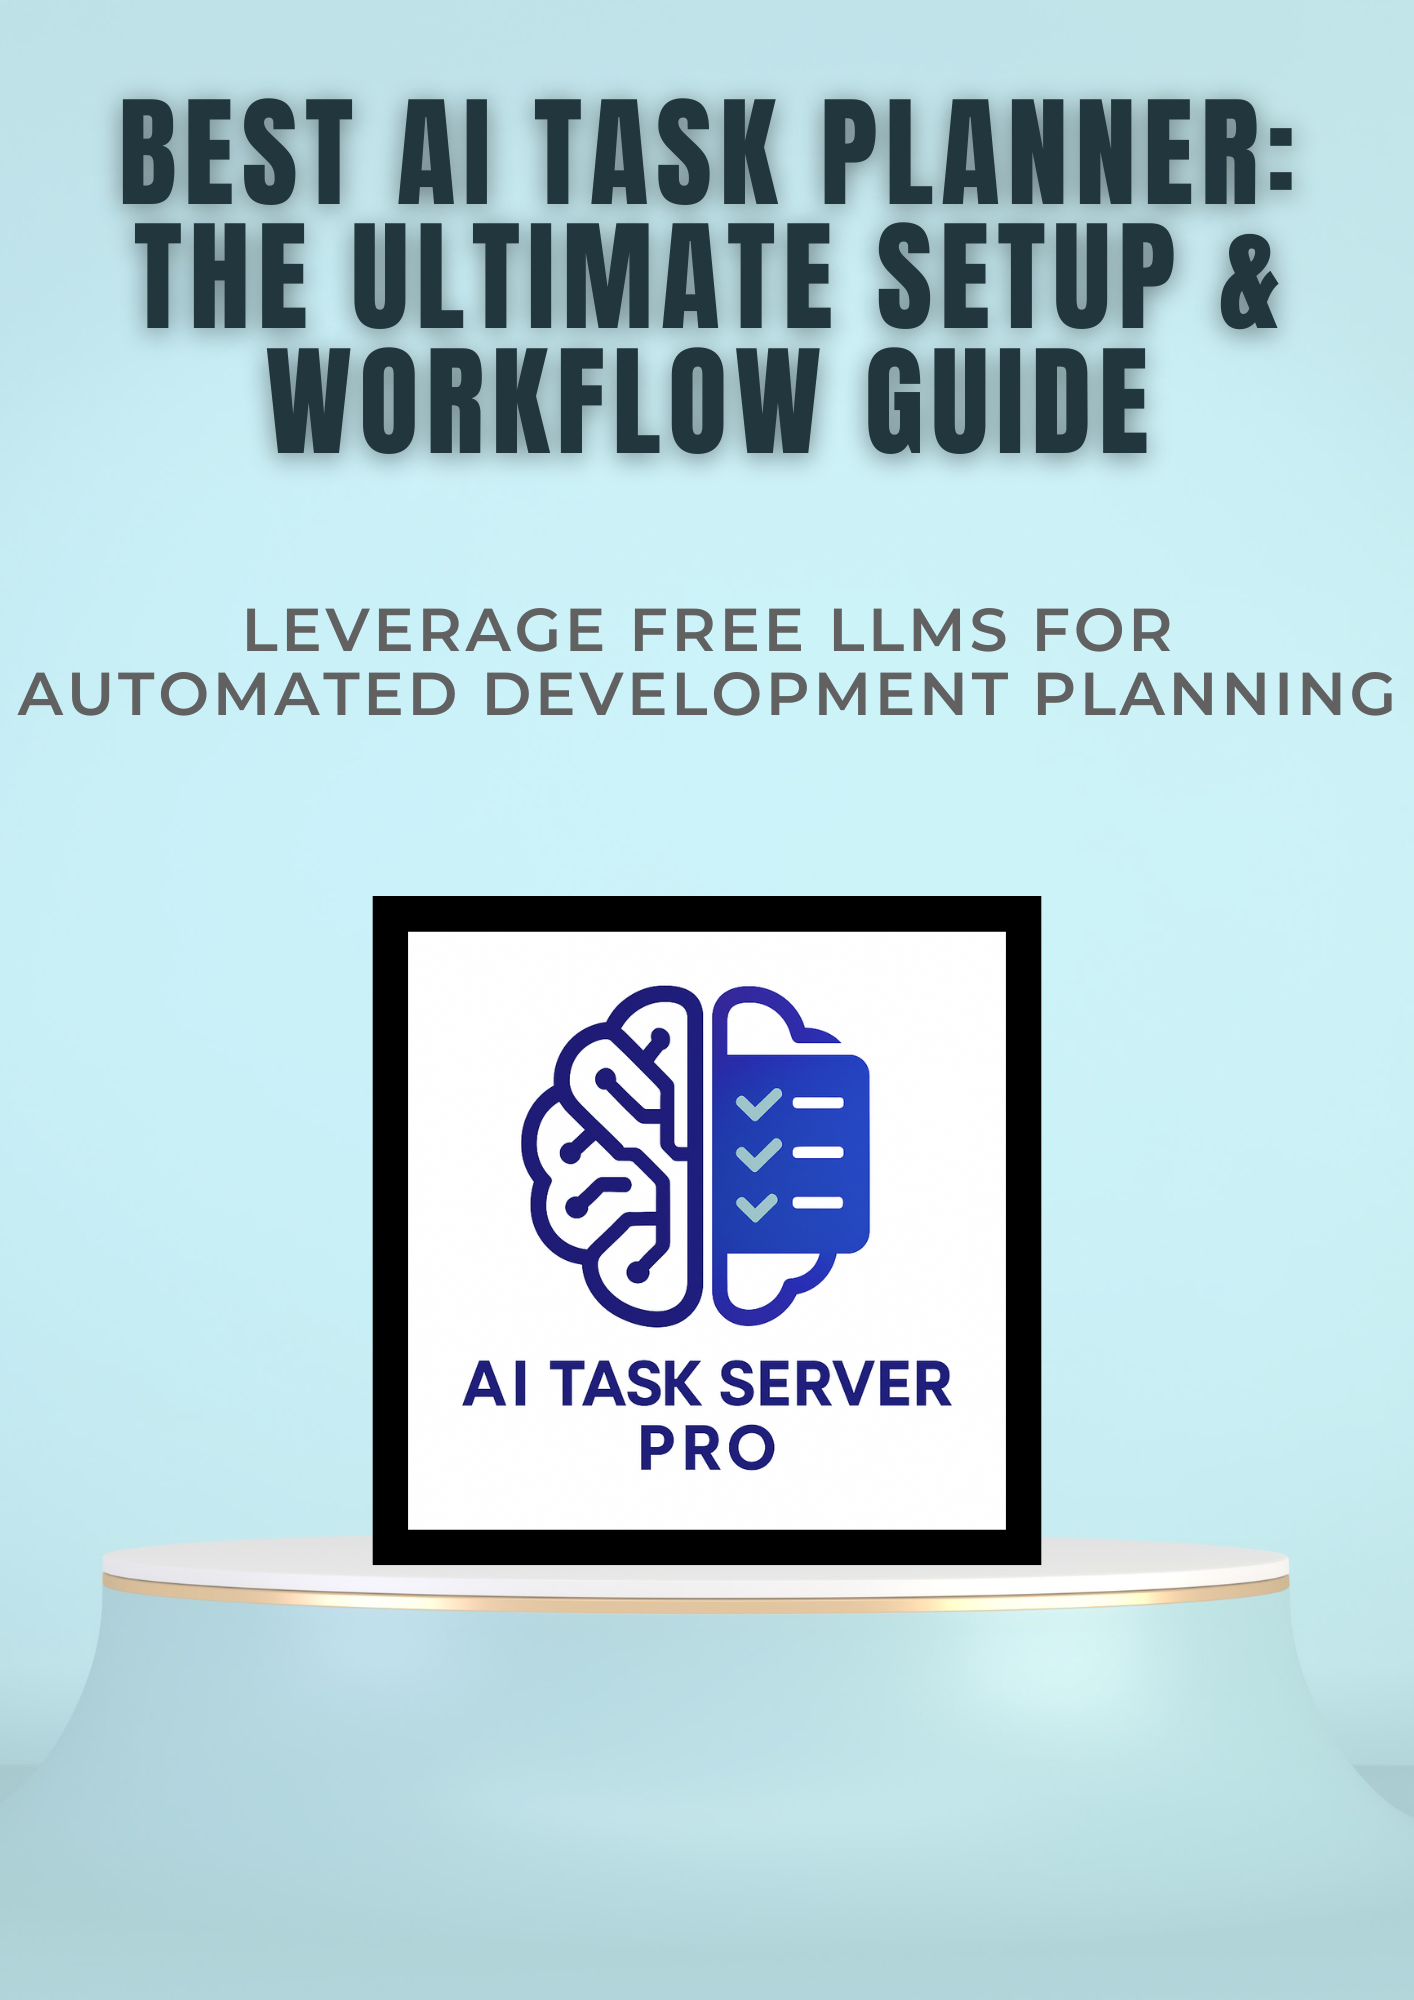 BEST AI TASK PLANNER:
THE ULTIMATE SETUP &
WORKFLOW GUIDE
LEVERAGE FREE LLMS FOR
AUTOMATED DEVELOPMENT PLANNING
AI TASK SERVER
PRO